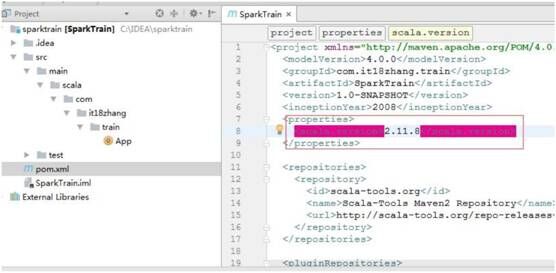 Project
SparkTrain ×
sparktrain [SparkTrain] C:\IDEA\sparktrain
.idea
src
main
scala
com
it18zhang
train
App
test
pom.xml
SparkTrain.iml
External Libraries
project properties scala.version
1 <project xmlns="http://maven.apache.org/POM/4.0.
2 <modelVersion>4.0.0</modelVersion>
3 <groupId>com.it18zhang.train</groupId>
4 <artifactId>SparkTrain</artifactId>
5 <version>1.0-SNAPSHOT</version>
6 <inceptionYear>2008</inceptionYear>
7 <properties>
8 <scala.version>2.11.8</scala.version>
9 </properties>
10
11 <repositories>
12 <repository>
13 <id>scala-tools.org</id>
14 <name>Scala-Tools Maven2 Repository</name>
15 <url>http://scala-tools.org/repo-releases
16 </repository>
17 </repositories>
18
19 <pluginRepositories>